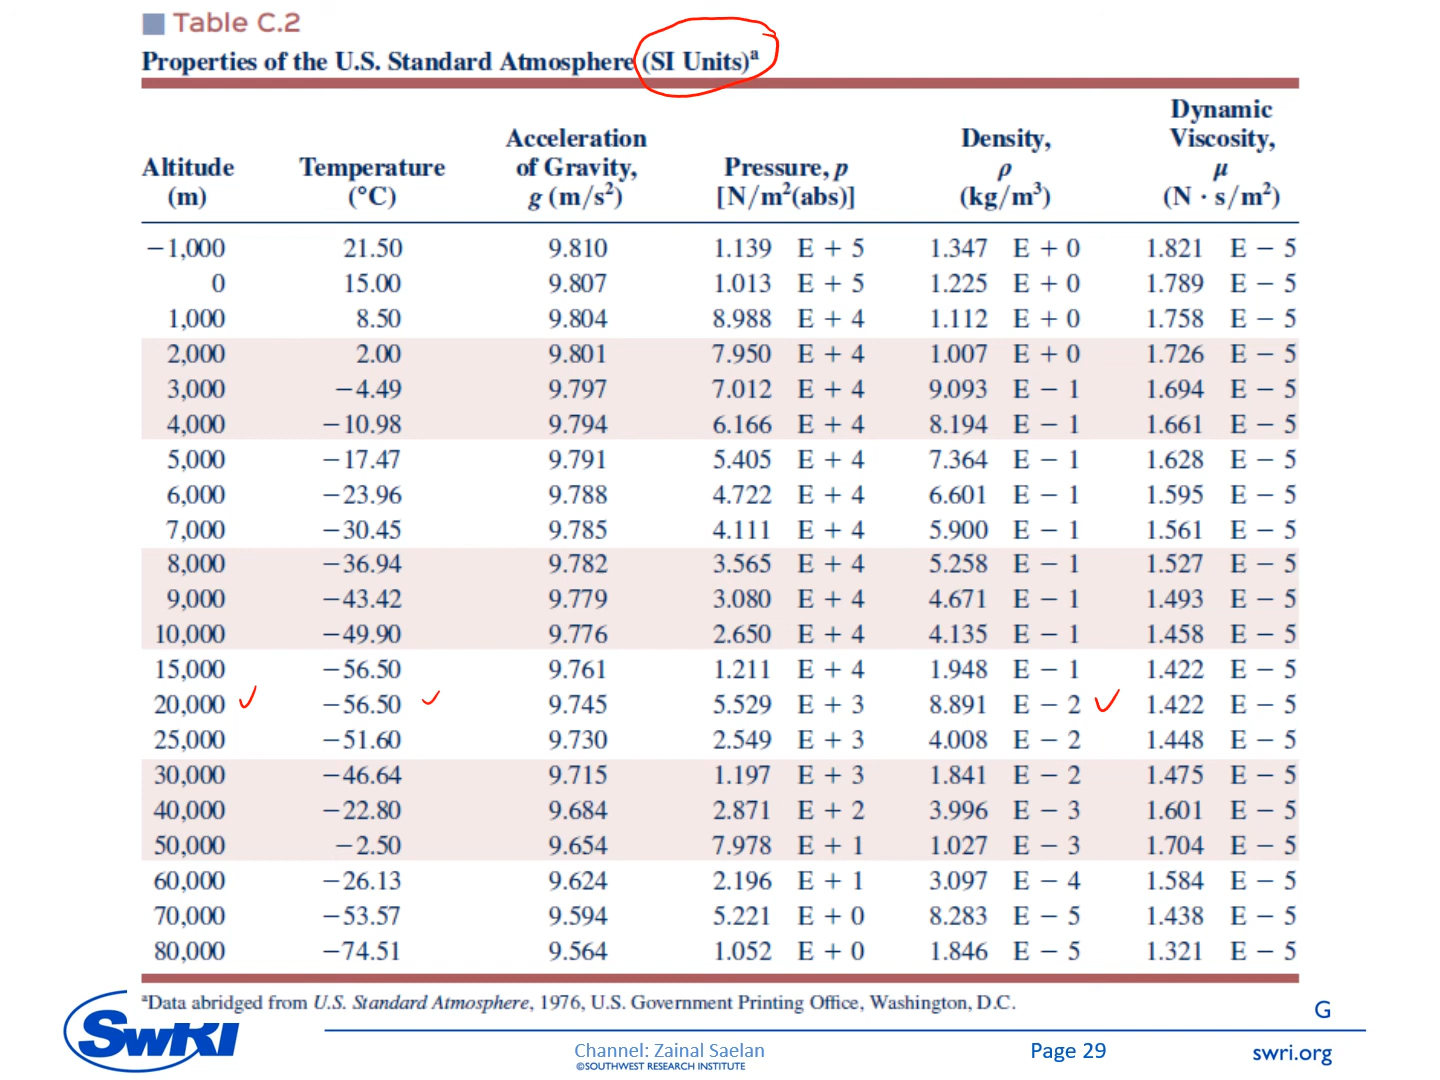 Table C.2
Properties of the U.S. Standard Atmosphere (SI Units)ᵃ
Altitude (m) Temperature (°C) Acceleration of Gravity, g (m/s²) Pressure, p [N/m²(abs)] Density, ρ (kg/m³) Dynamic Viscosity, μ (N · s/m²)
−1,000 21.50 9.810 1.139 E + 5 1.347 E + 0 1.821 E − 5
0 15.00 9.807 1.013 E + 5 1.225 E + 0 1.789 E − 5
1,000 8.50 9.804 8.988 E + 4 1.112 E + 0 1.758 E − 5
2,000 2.00 9.801 7.950 E + 4 1.007 E + 0 1.726 E − 5
3,000 −4.49 9.797 7.012 E + 4 9.093 E − 1 1.694 E − 5
4,000 −10.98 9.794 6.166 E + 4 8.194 E − 1 1.661 E − 5
5,000 −17.47 9.791 5.405 E + 4 7.364 E − 1 1.628 E − 5
6,000 −23.96 9.788 4.722 E + 4 6.601 E − 1 1.595 E − 5
7,000 −30.45 9.785 4.111 E + 4 5.900 E − 1 1.561 E − 5
8,000 −36.94 9.782 3.565 E + 4 5.258 E − 1 1.527 E − 5
9,000 −43.42 9.779 3.080 E + 4 4.671 E − 1 1.493 E − 5
10,000 −49.90 9.776 2.650 E + 4 4.135 E − 1 1.458 E − 5
15,000 −56.50 9.761 1.211 E + 4 1.948 E − 1 1.422 E − 5
20,000 ✓ −56.50 ✓ 9.745 5.529 E + 3 8.891 E − 2 ✓ 1.422 E − 5
25,000 −51.60 9.730 2.549 E + 3 4.008 E − 2 1.448 E − 5
30,000 −46.64 9.715 1.197 E + 3 1.841 E − 2 1.475 E − 5
40,000 −22.80 9.684 2.871 E + 2 3.996 E − 3 1.601 E − 5
50,000 −2.50 9.654 7.978 E + 1 1.027 E − 3 1.704 E − 5
60,000 −26.13 9.624 2.196 E + 1 3.097 E − 4 1.584 E − 5
70,000 −53.57 9.594 5.221 E + 0 8.283 E − 5 1.438 E − 5
80,000 −74.51 9.564 1.052 E + 0 1.846 E − 5 1.321 E − 5
ᵃData abridged from U.S. Standard Atmosphere, 1976, U.S. Government Printing Office, Washington, D.C.
G
SwRI
Channel: Zainal Saelan Page 29 swri.org
©SOUTHWEST RESEARCH INSTITUTE